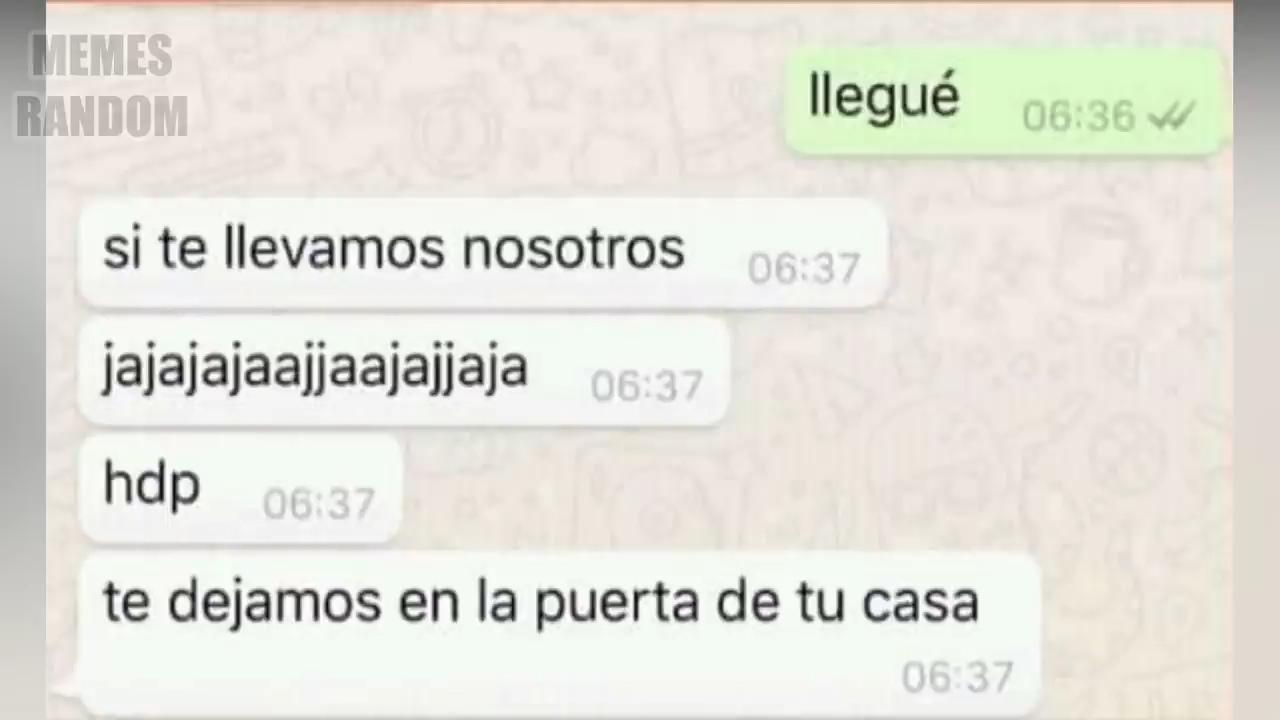 MEMES
RANDOM
llegué 06:36
si te llevamos nosotros 06:37
jajajajaajjaajajjaja 06:37
hdp 06:37
te dejamos en la puerta de tu casa
06:37